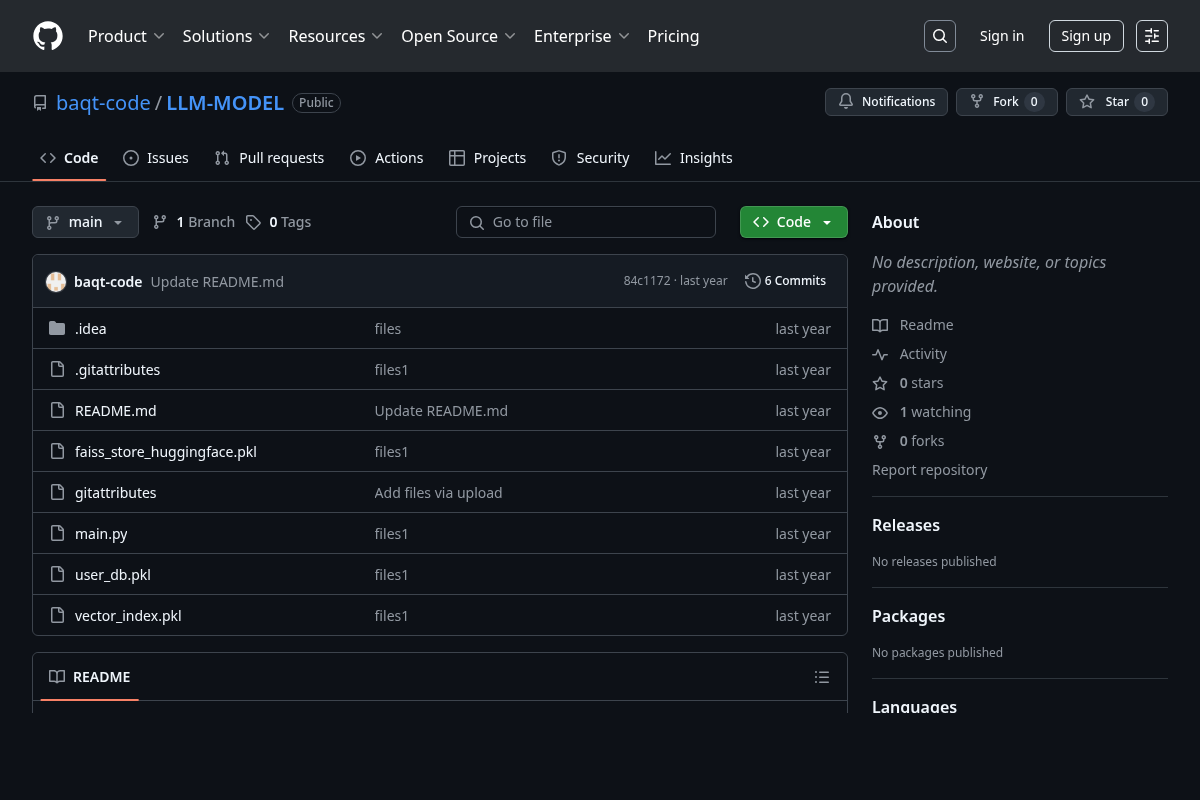 Product Solutions Resources Open Source Enterprise Pricing Sign in Sign up
baqt-code / LLM-MODEL Public Notifications Fork 0 Star 0
Code Issues Pull requests Actions Projects Security Insights
main 1 Branch 0 Tags Go to file Code
baqt-code Update README.md 84c1172 · last year 6 Commits
.idea files last year
.gitattributes files1 last year
README.md Update README.md last year
faiss_store_huggingface.pkl files1 last year
gitattributes Add files via upload last year
main.py files1 last year
user_db.pkl files1 last year
vector_index.pkl files1 last year
README
About
No description, website, or topics
provided.
Readme
Activity
0 stars
1 watching
0 forks
Report repository
Releases
No releases published
Packages
No packages published
Languages